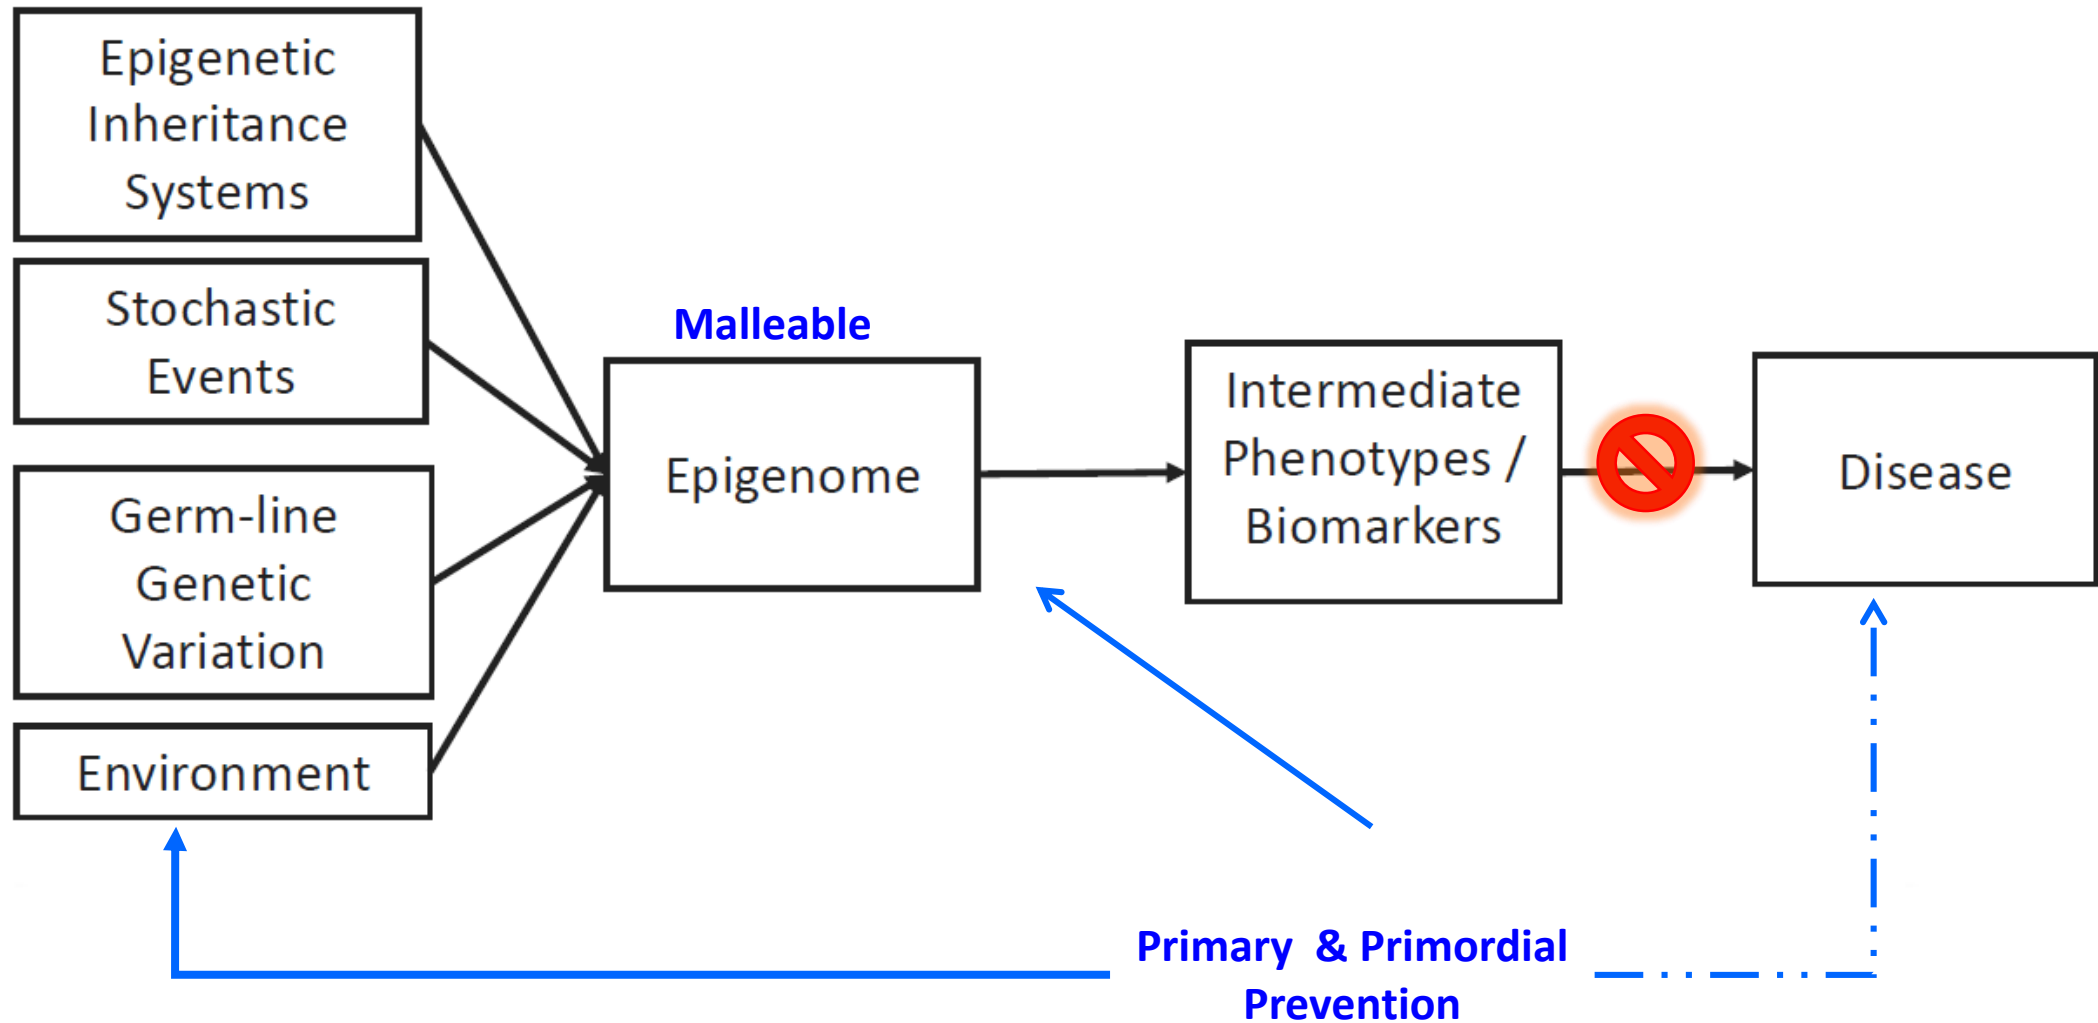 Epigenetic
Inheritance
Systems
Stochastic
Events
Germ-line
Genetic
Variation
Environment
Malleable
Epigenome
Intermediate
Phenotypes /
Biomarkers
Disease
Primary & Primordial
Prevention